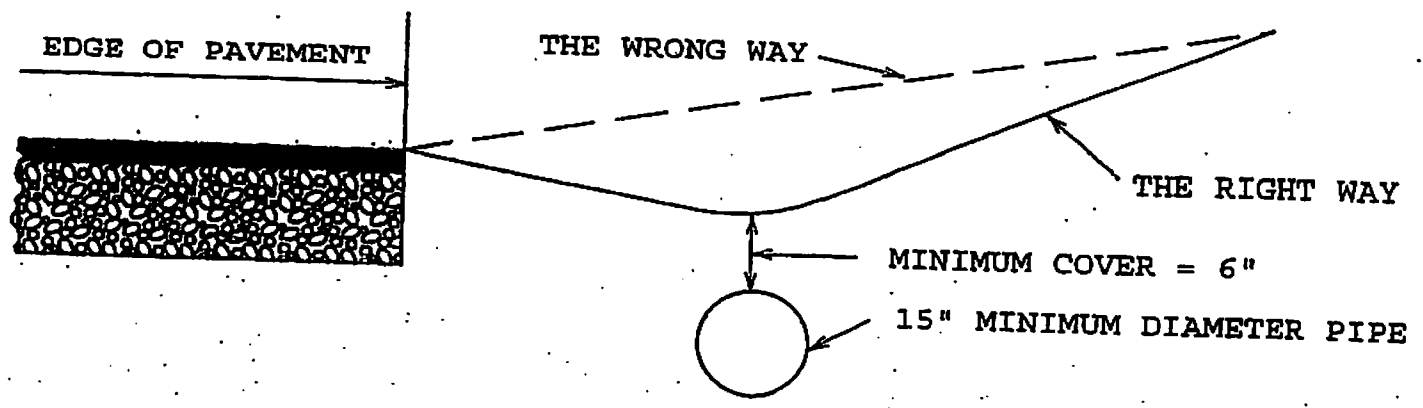 EDGE OF PAVEMENT
THE WRONG WAY
THE RIGHT WAY
MINIMUM COVER = 6"
15" MINIMUM DIAMETER PIPE